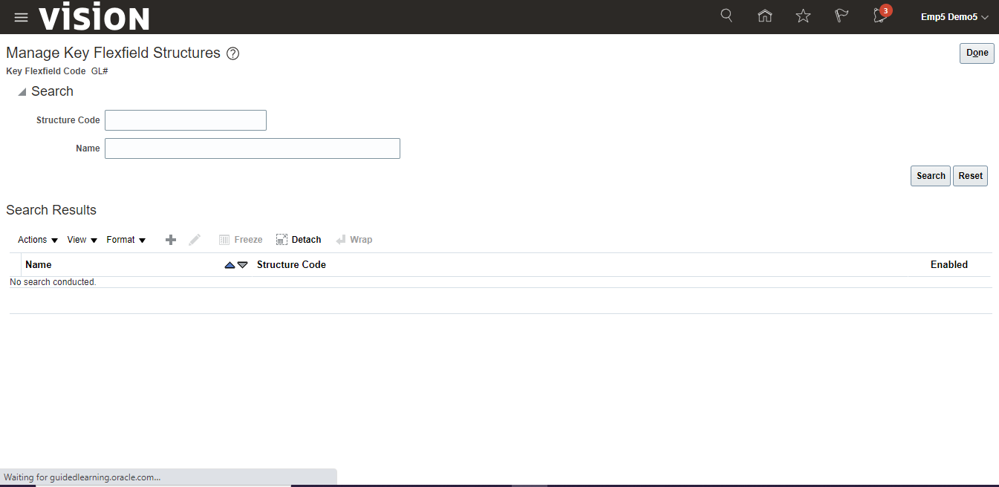 vision
3
Emp5 Demo5
Manage Key Flexfield Structures ?
Done
Key Flexfield Code GL#
Search
Structure Code
Name
Search Reset
Search Results
Actions View Format Freeze Detach Wrap
Name Structure Code Enabled
No search conducted.
Waiting for guidedlearning.oracle.com...